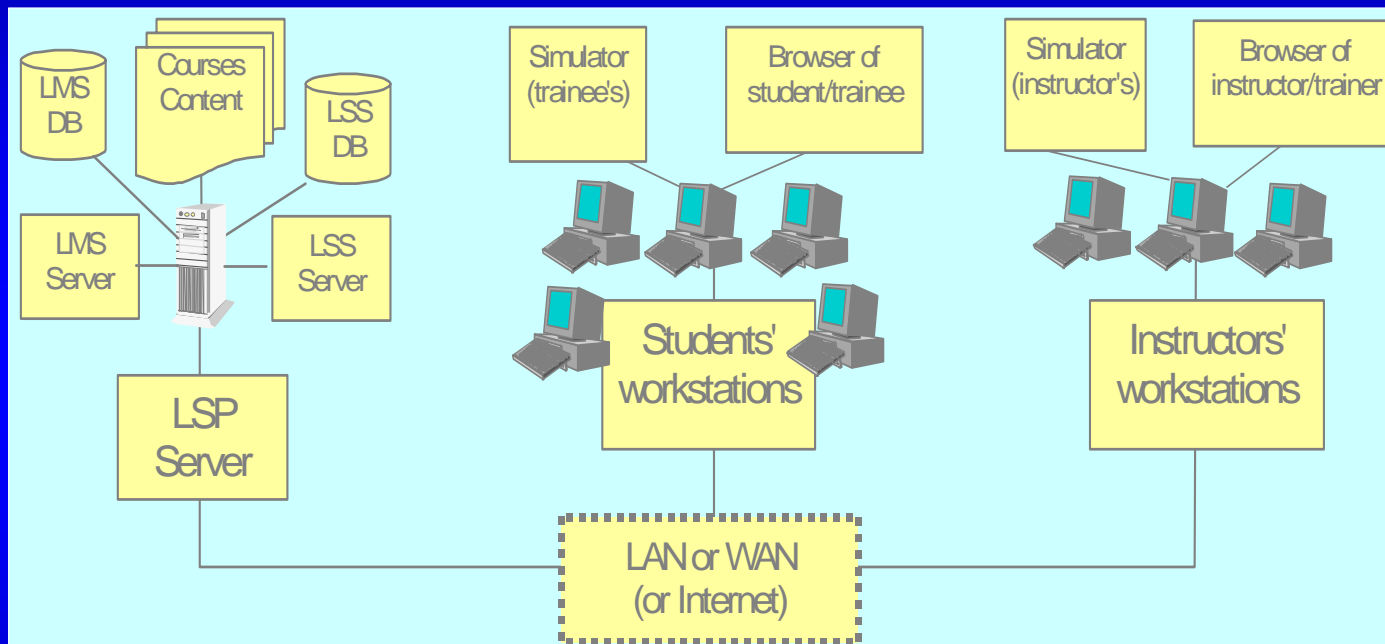 LMS
DB
Courses
Content
LSS
DB
LMS
Server
LSS
Server
LSP
Server
Simulator
(trainee's)
Browser of
student/trainee
Students'
workstations
Simulator
(instructor's)
Browser of
instructor/trainer
Instructors'
workstations
LAN or WAN
(or Internet)